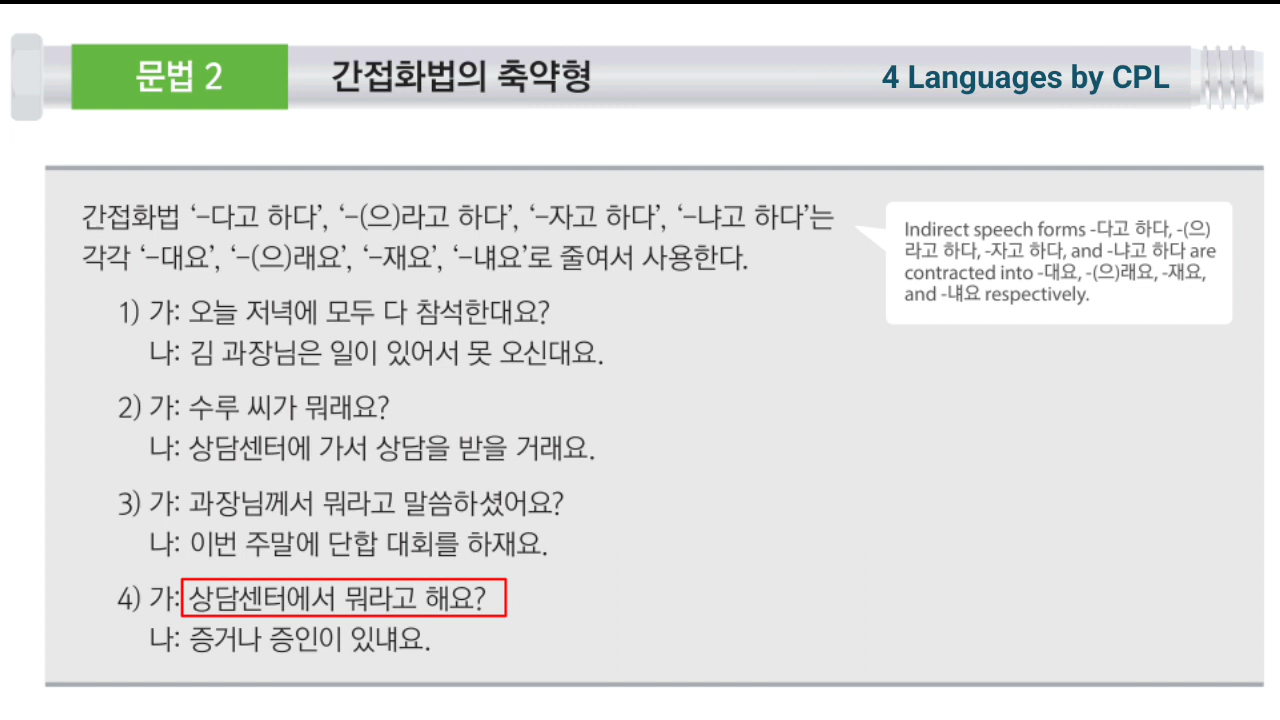 문법 2
간접화법의 축약형
4 Languages by CPL
간접화법 ‘–다고 하다’, ‘–(으)라고 하다’, ‘–자고 하다’, ‘–냐고 하다’는
각각 ‘–대요’, ‘–(으)래요’, ‘–재요’, ‘–냬요’로 줄여서 사용한다.
Indirect speech forms -다고 하다, -(으)
라고 하다, -자고 하다, and -냐고 하다 are
contracted into -대요, -(으)래요, -재요,
and -냬요 respectively.
1) 가: 오늘 저녁에 모두 다 참석한대요?
나: 김 과장님은 일이 있어서 못 오신대요.
2) 가: 수루 씨가 뭐래요?
나: 상담센터에 가서 상담을 받을 거래요.
3) 가: 과장님께서 뭐라고 말씀하셨어요?
나: 이번 주말에 단합 대회를 하재요.
4) 가: 상담센터에서 뭐라고 해요?
나: 증거나 증인이 있냬요.